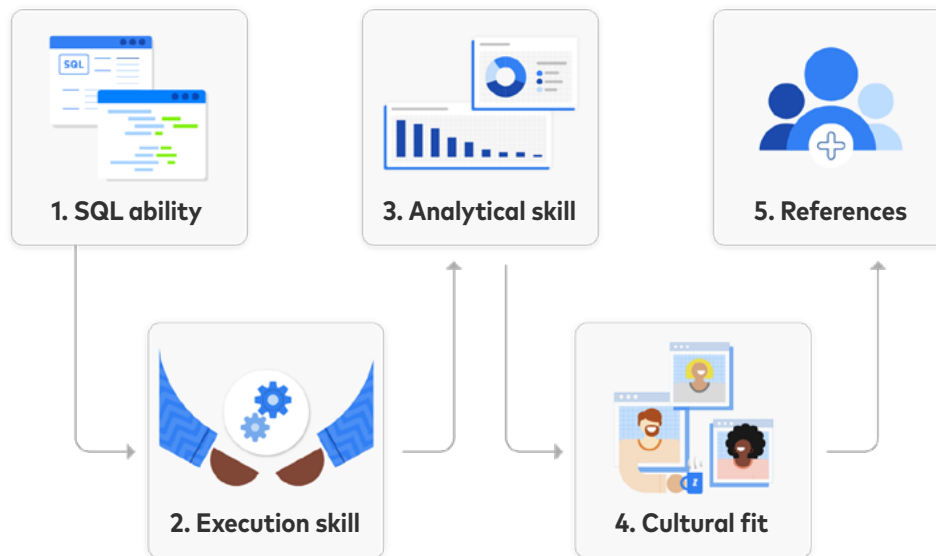 SQL
1. SQL ability
2. Execution skill
3. Analytical skill
4. Cultural fit
5. References